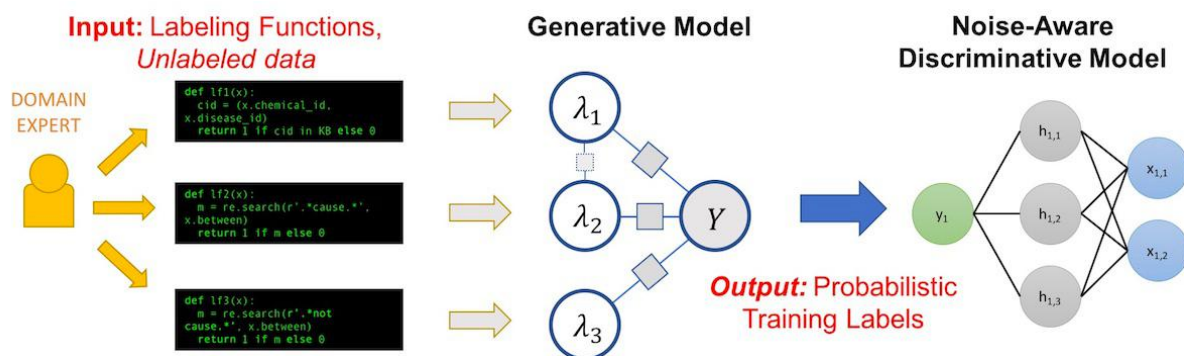 Input: Labeling Functions,
Unlabeled data
Generative Model
Noise-Aware
Discriminative Model
DOMAIN
EXPERT
def lf1(x):
cid = (x.chemical_id,
x.disease_id)
return 1 if cid in KB else 0
def lf2(x):
m = re.search(r'.*cause.*',
x.between)
return 1 if m else 0
def lf3(x):
m = re.search(r'.*not
cause.*', x.between)
return 1 if m else 0
λ1
λ2
λ3
Y
Output: Probabilistic
Training Labels
y1
h1,1
h1,2
h1,3
x1,1
x1,2